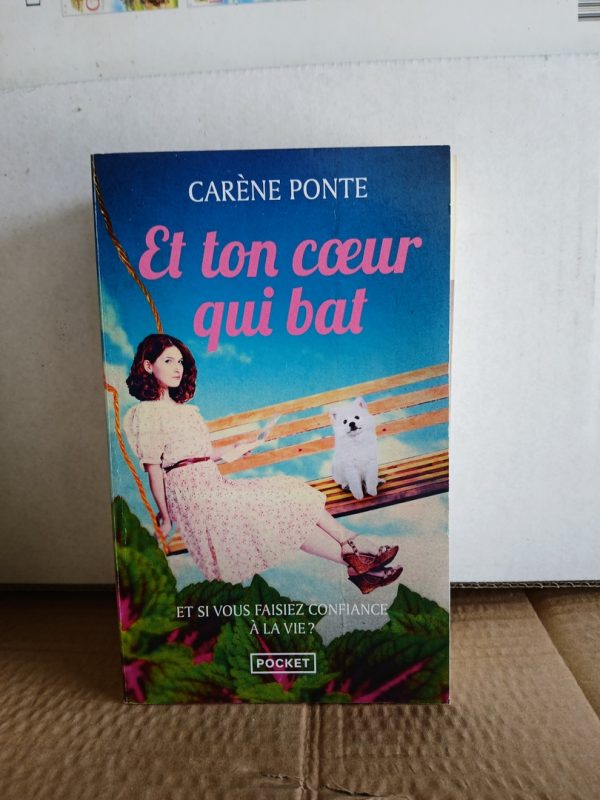 CARÈNE PONTE
Et ton cœur
qui bat
ET SI VOUS FAISIEZ CONFIANCE
À LA VIE ?
POCKET